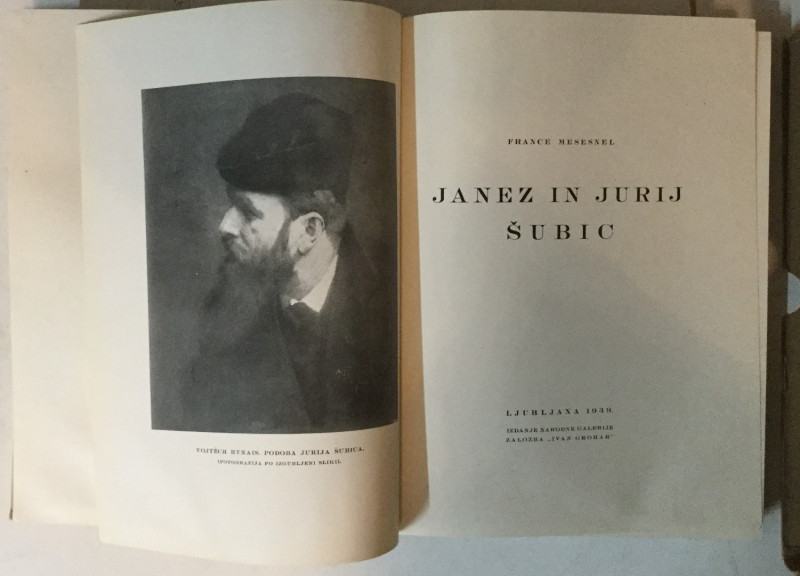 VOJTĚCH HYNAIS. PODOBA JURIJA ŠUBICA.
(FOTOGRAFIJA PO IZGUBLJENI SLIKI).
FRANCE MESESNEL
JANEZ IN JURIJ
ŠUBIC
LJUBLJANA 1939.
IZDANJE NARODNE GALERIJE
ZALOŽBA „IVAN GROHAR"